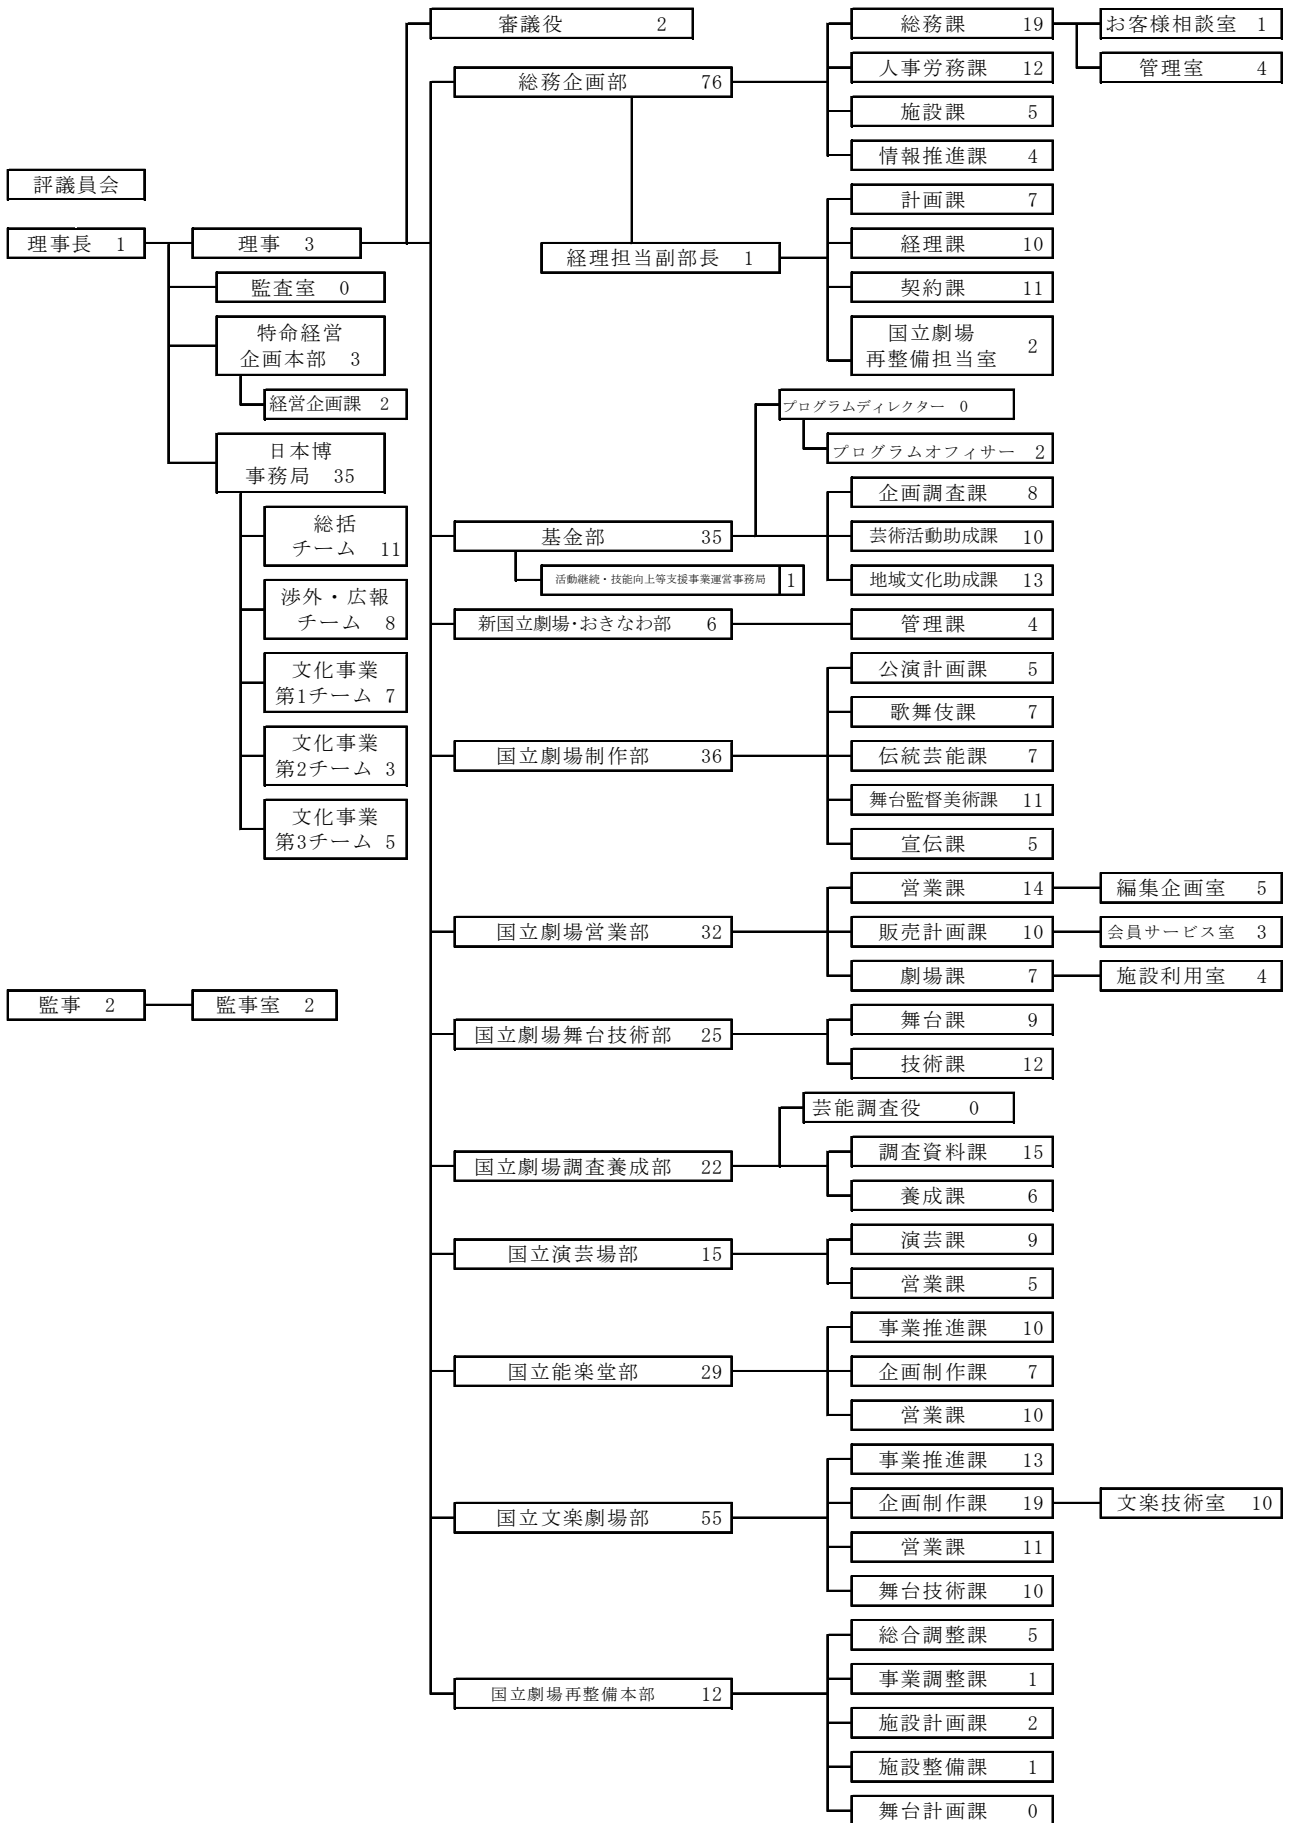 審議役 2
総務課 19
お客様相談室 1
総務企画部 76
人事労務課 12
管理室 4
施設課 5
情報推進課 4
評議員会
計画課 7
理事長 1
理事 3
経理担当副部長 1
経理課 10
監査室 0
契約課 11
特命経営
企画本部 3
国立劇場
再整備担当室 2
経営企画課 2
プログラムディレクター 0
日本博
事務局 35
プログラムオフィサー 2
企画調査課 8
総括
チーム 11
基金部 35
芸術活動助成課 10
活動継続・技能向上等支援事業運営事務局 1
地域文化助成課 13
渉外・広報
チーム 8
新国立劇場・おきなわ部 6
管理課 4
文化事業
第1チーム 7
公演計画課 5
歌舞伎課 7
文化事業
第2チーム 3
国立劇場制作部 36
伝統芸能課 7
舞台監督美術課 11
文化事業
第3チーム 5
宣伝課 5
営業課 14
編集企画室 5
国立劇場営業部 32
販売計画課 10
会員サービス室 3
劇場課 7
施設利用室 4
監事 2
監事室 2
国立劇場舞台技術部 25
舞台課 9
技術課 12
芸能調査役 0
国立劇場調査養成部 22
調査資料課 15
養成課 6
国立演芸場部 15
演芸課 9
営業課 5
事業推進課 10
国立能楽堂部 29
企画制作課 7
営業課 10
事業推進課 13
国立文楽劇場部 55
企画制作課 19
文楽技術室 10
営業課 11
舞台技術課 10
総合調整課 5
国立劇場再整備本部 12
事業調整課 1
施設計画課 2
施設整備課 1
舞台計画課 0